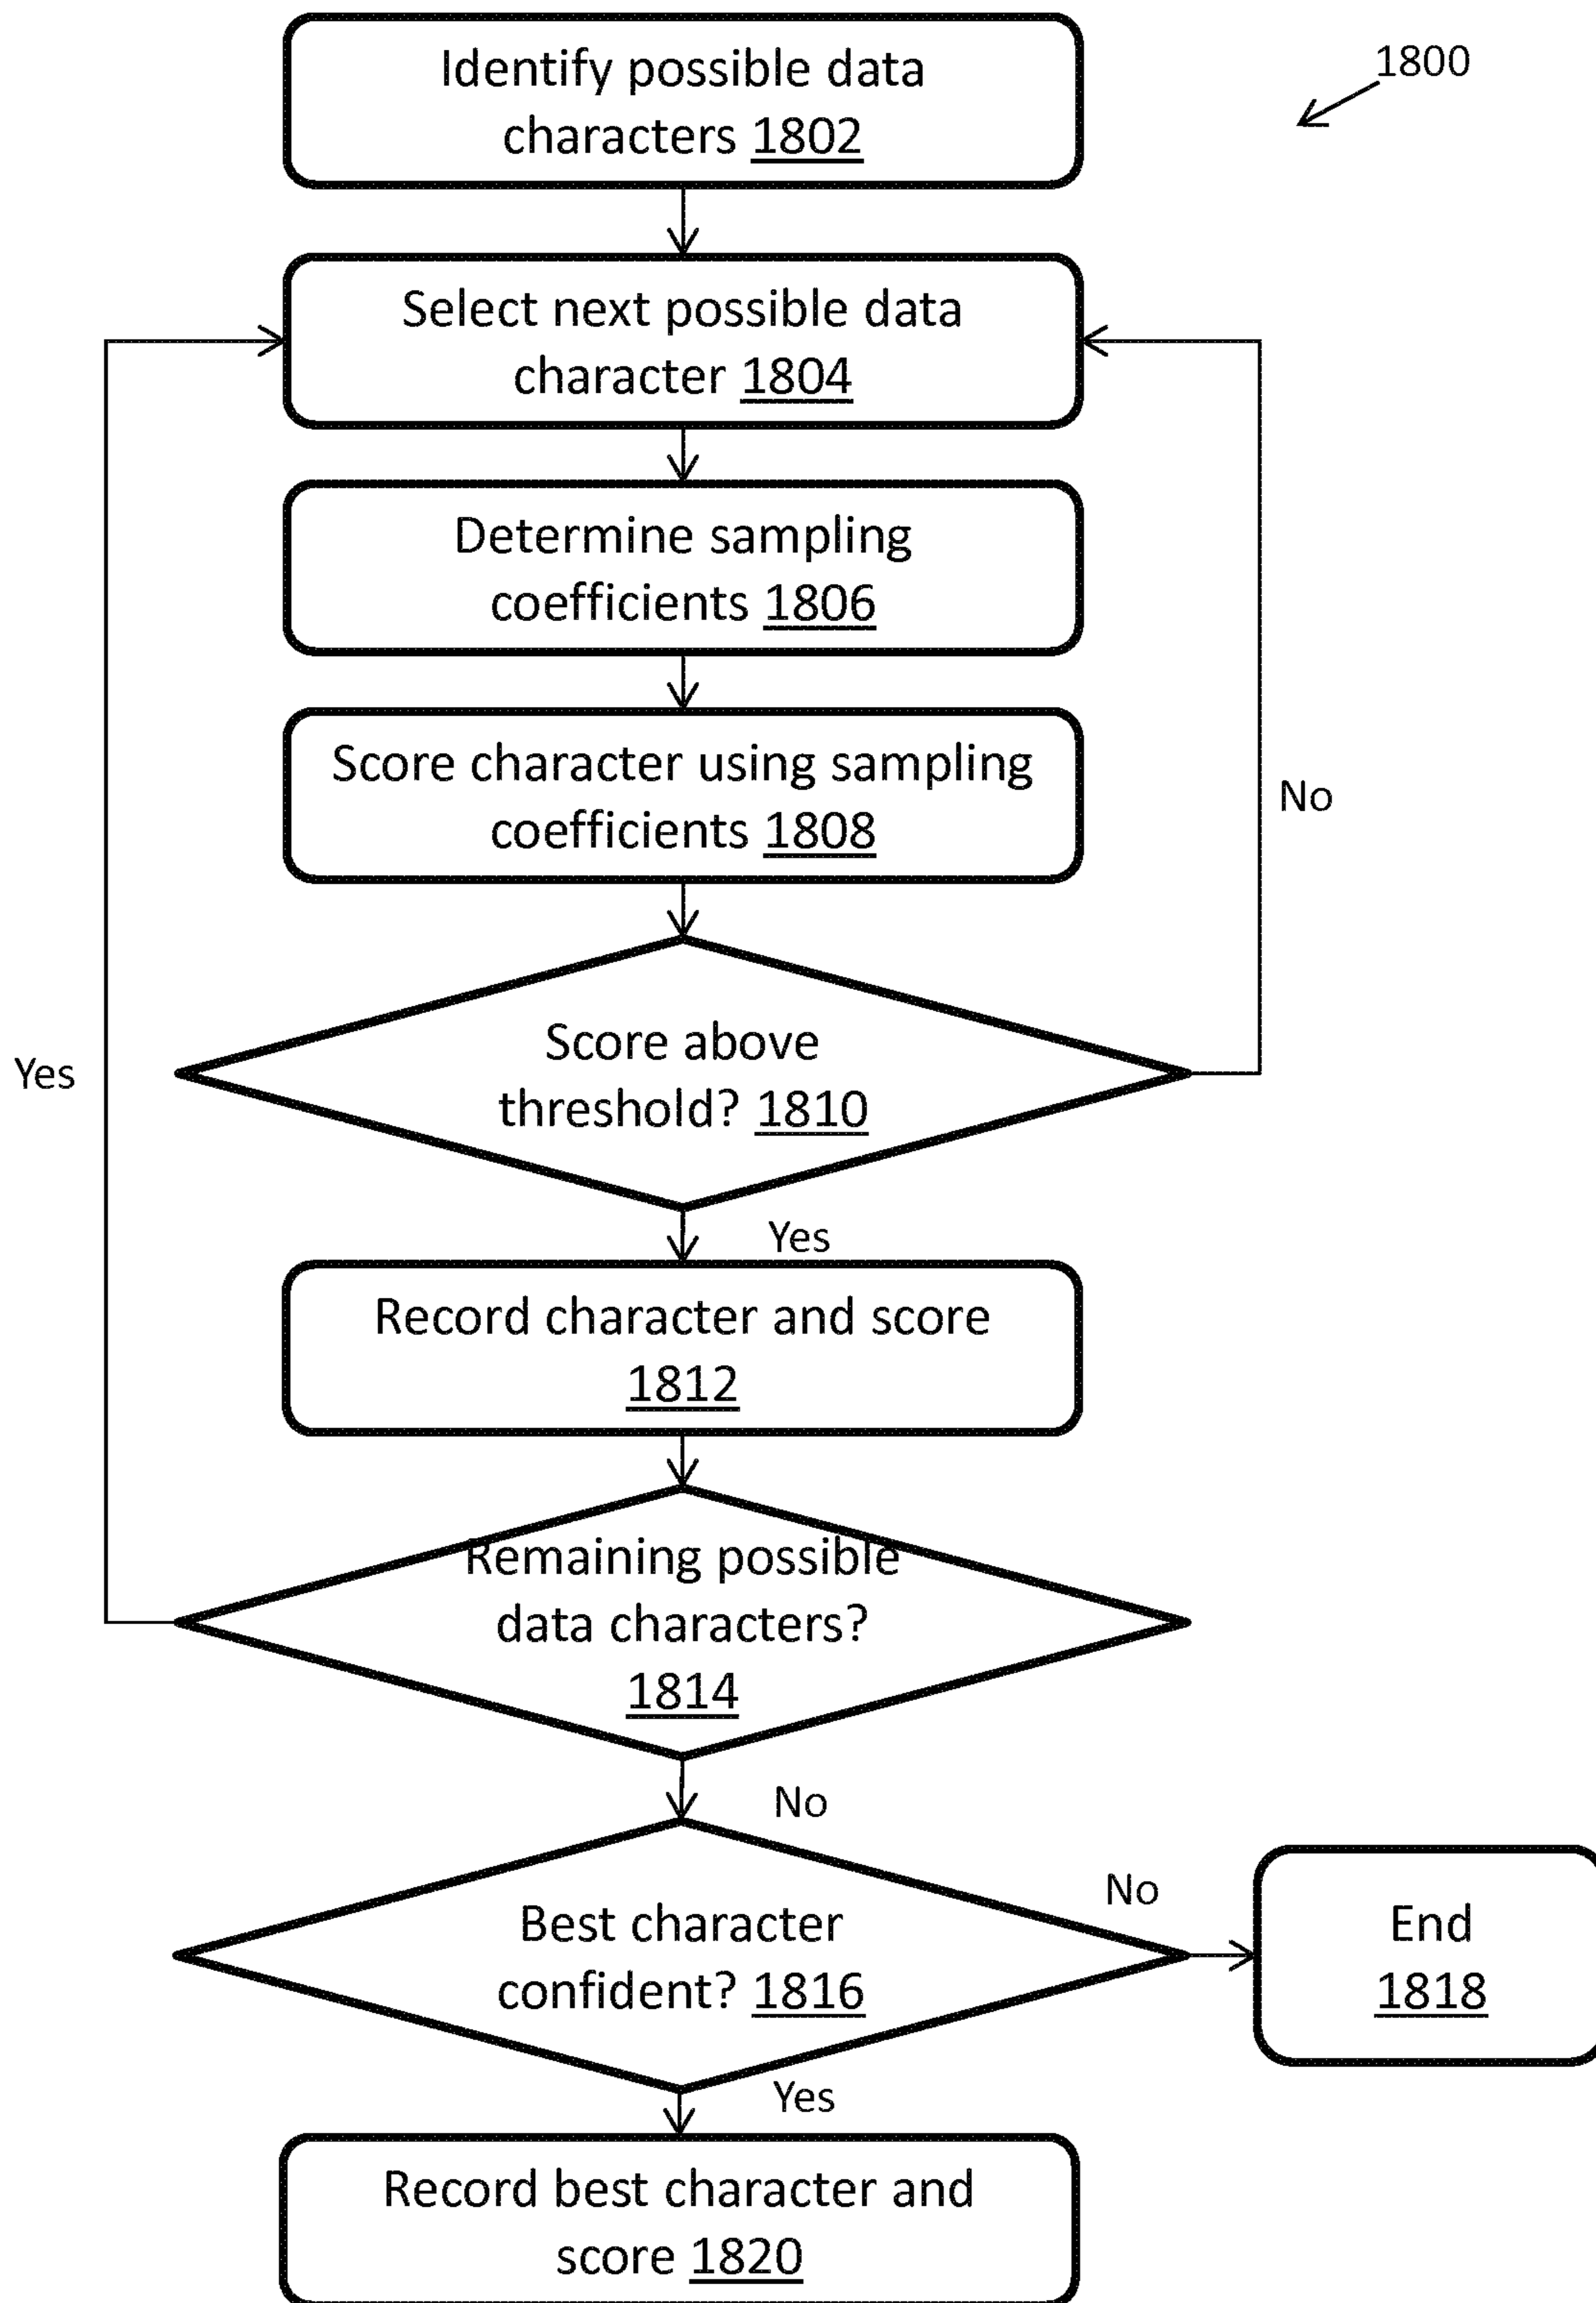 Identify possible data
characters 1802
1800
Select next possible data
character 1804
Determine sampling
coefficients 1806
Score character using sampling
coefficients 1808
No
Score above
threshold? 1810
Yes
Yes
Record character and score
1812
Remaining possible
data characters?
1814
No
Best character
confident? 1816
No
End
1818
Yes
Record best character and
score 1820